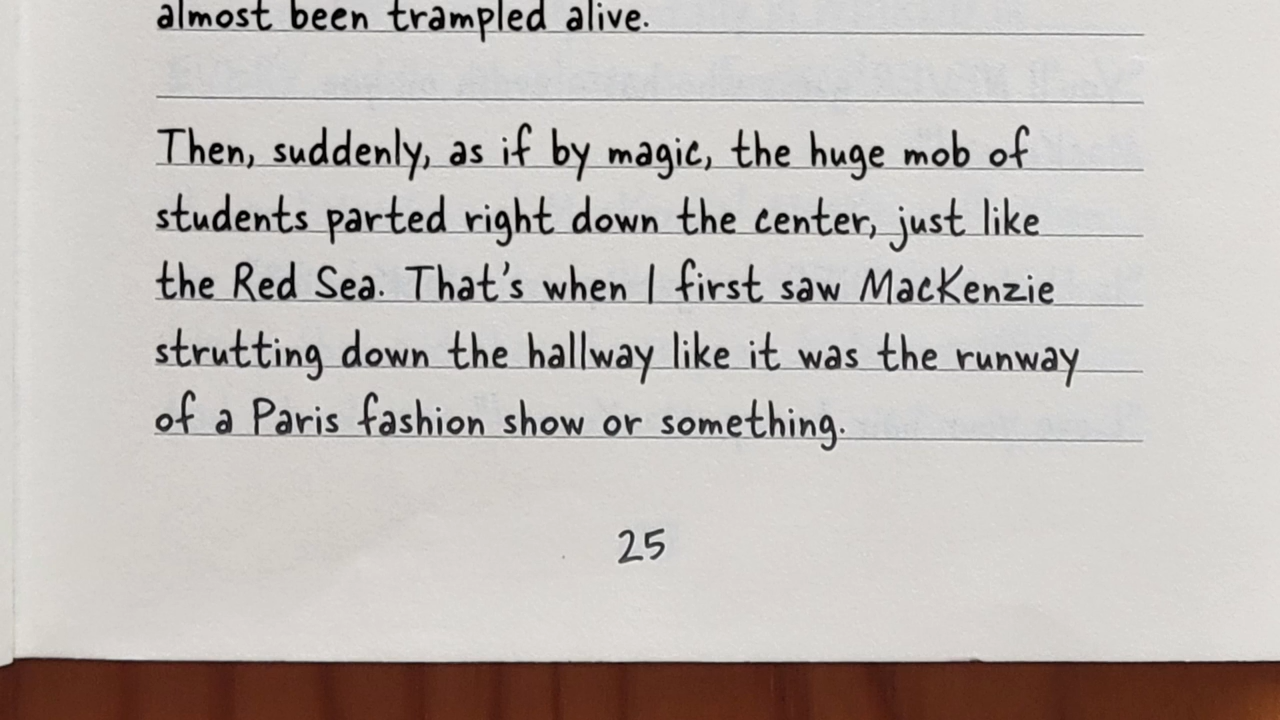 almost been trampled alive.
Then, suddenly, as if by magic, the huge mob of
students parted right down the center, just like
the Red Sea. That's when I first saw MacKenzie
strutting down the hallway like it was the runway
of a Paris fashion show or something.
25